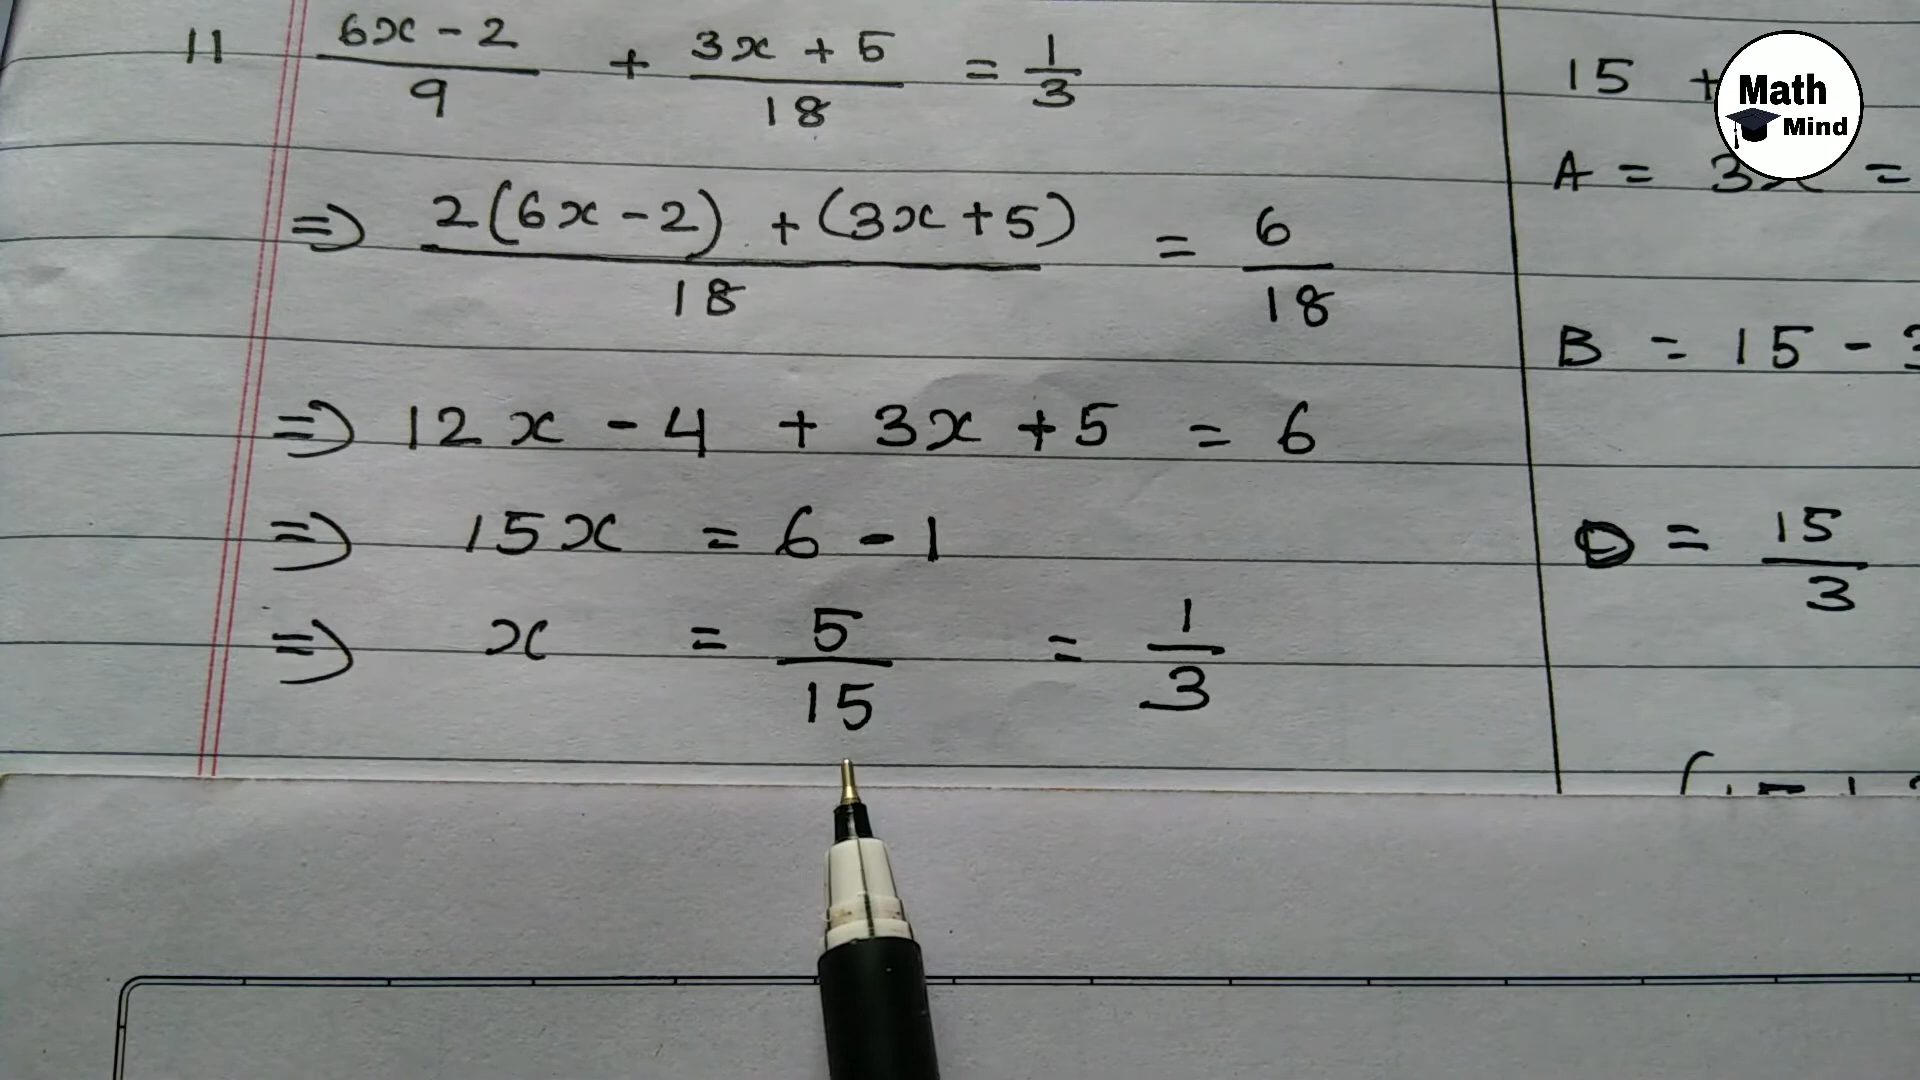 11 (6x - 2)/9 + (3x + 5)/18 = 1/3
=> (2(6x - 2) + (3x + 5))/18 = 6/18
=> 12x - 4 + 3x + 5 = 6
=> 15x = 6 - 1
=> x = 5/15 = 1/3
15 +
A = 3x =
B = 15 - 3
= 15/3
Math
Mind